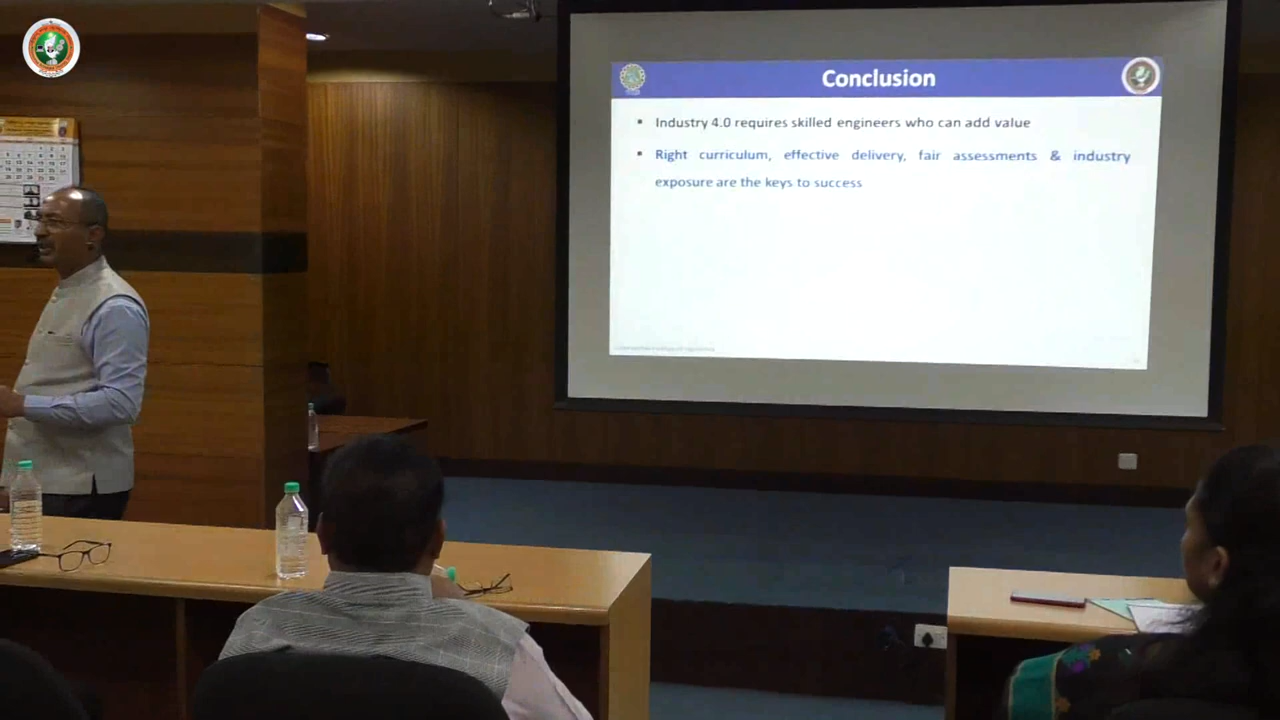 Conclusion
Industry 4.0 requires skilled engineers who can add value
Right curriculum, effective delivery, fair assessments & industry
exposure are the keys to success